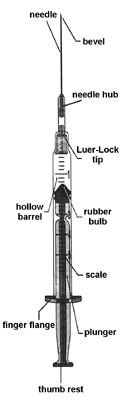 needle
bevel
needle hub
Luer-Lock
tip
hollow
barrel
rubber
bulb
scale
finger flange
plunger
thumb rest